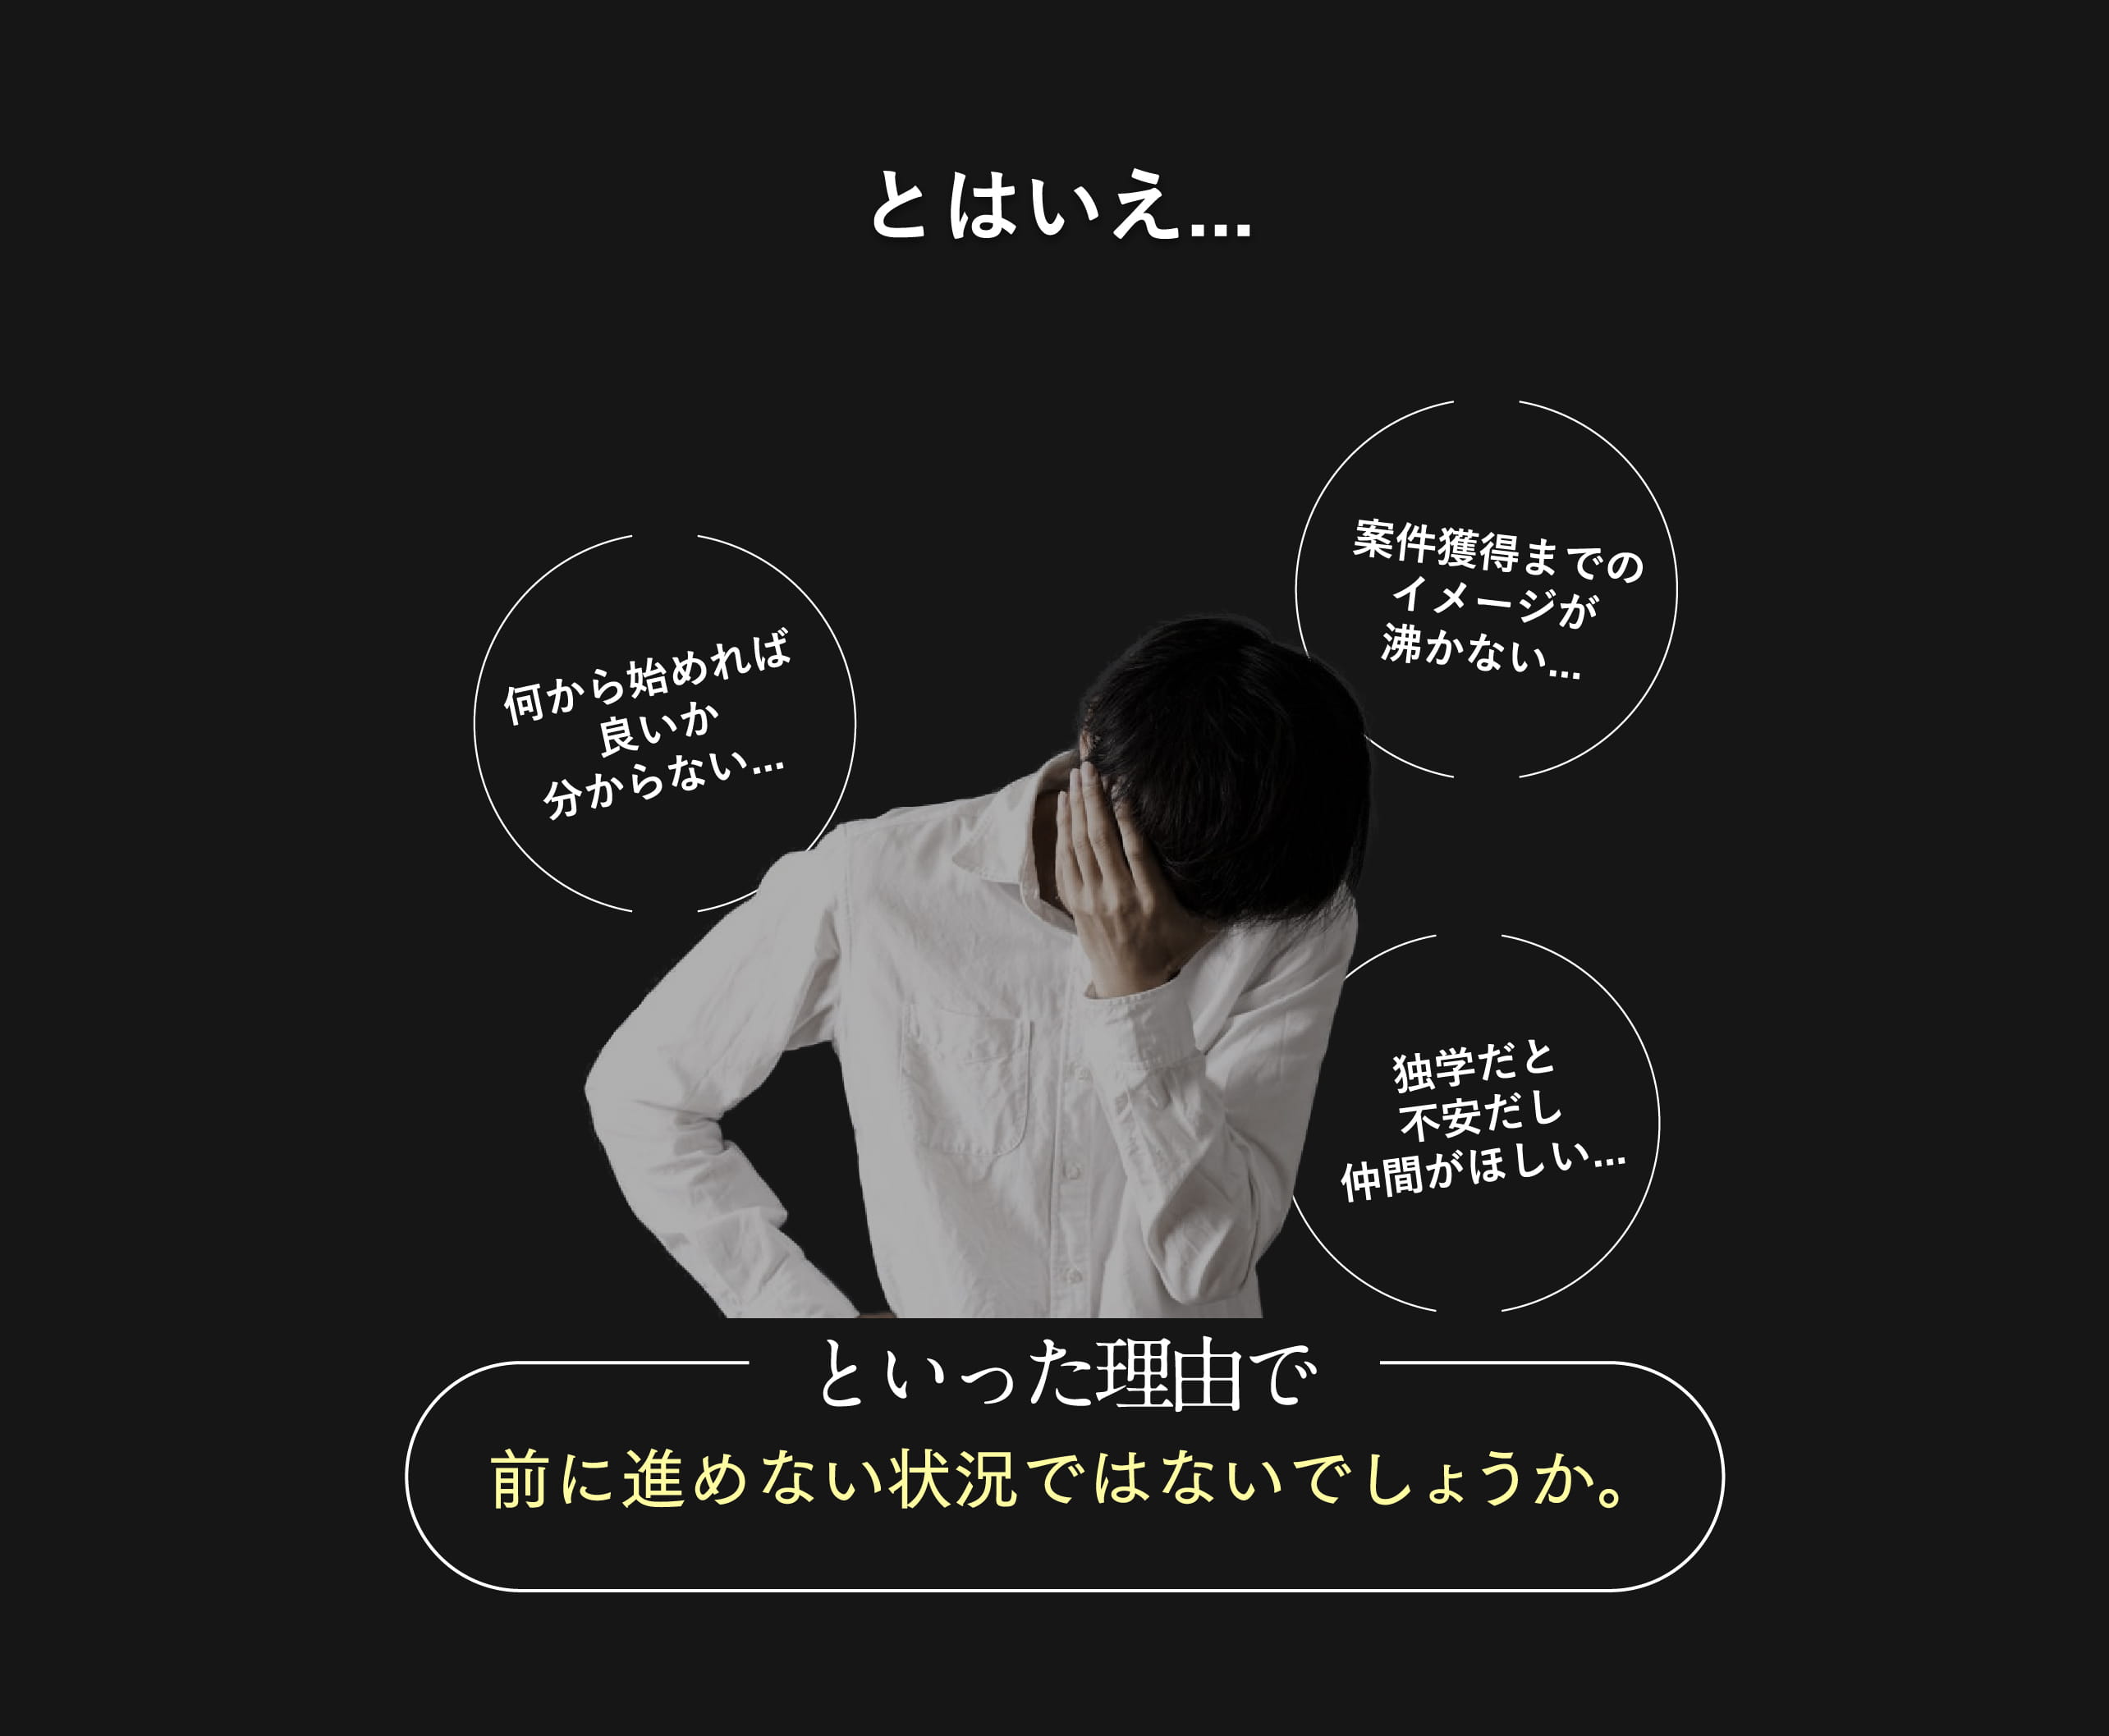 とはいえ...
何から始めれば
良いか
分からない...
案件獲得までの
イメージが
沸かない...
独学だと
不安だし
仲間がほしい...
といった理由で
前に進めない状況ではないでしょうか。